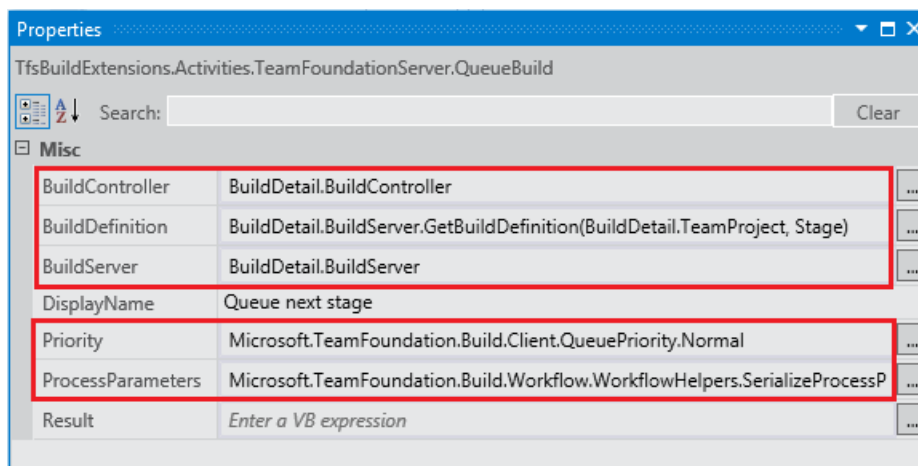 Properties
TfsBuildExtensions.Activities.TeamFoundationServer.QueueBuild
Search: Clear
Misc
BuildController BuildDetail.BuildController ...
BuildDefinition BuildDetail.BuildServer.GetBuildDefinition(BuildDetail.TeamProject, Stage) ...
BuildServer BuildDetail.BuildServer ...
DisplayName Queue next stage
Priority Microsoft.TeamFoundation.Build.Client.QueuePriority.Normal ...
ProcessParameters Microsoft.TeamFoundation.Build.Workflow.WorkflowHelpers.SerializeProcessP ...
Result Enter a VB expression ...